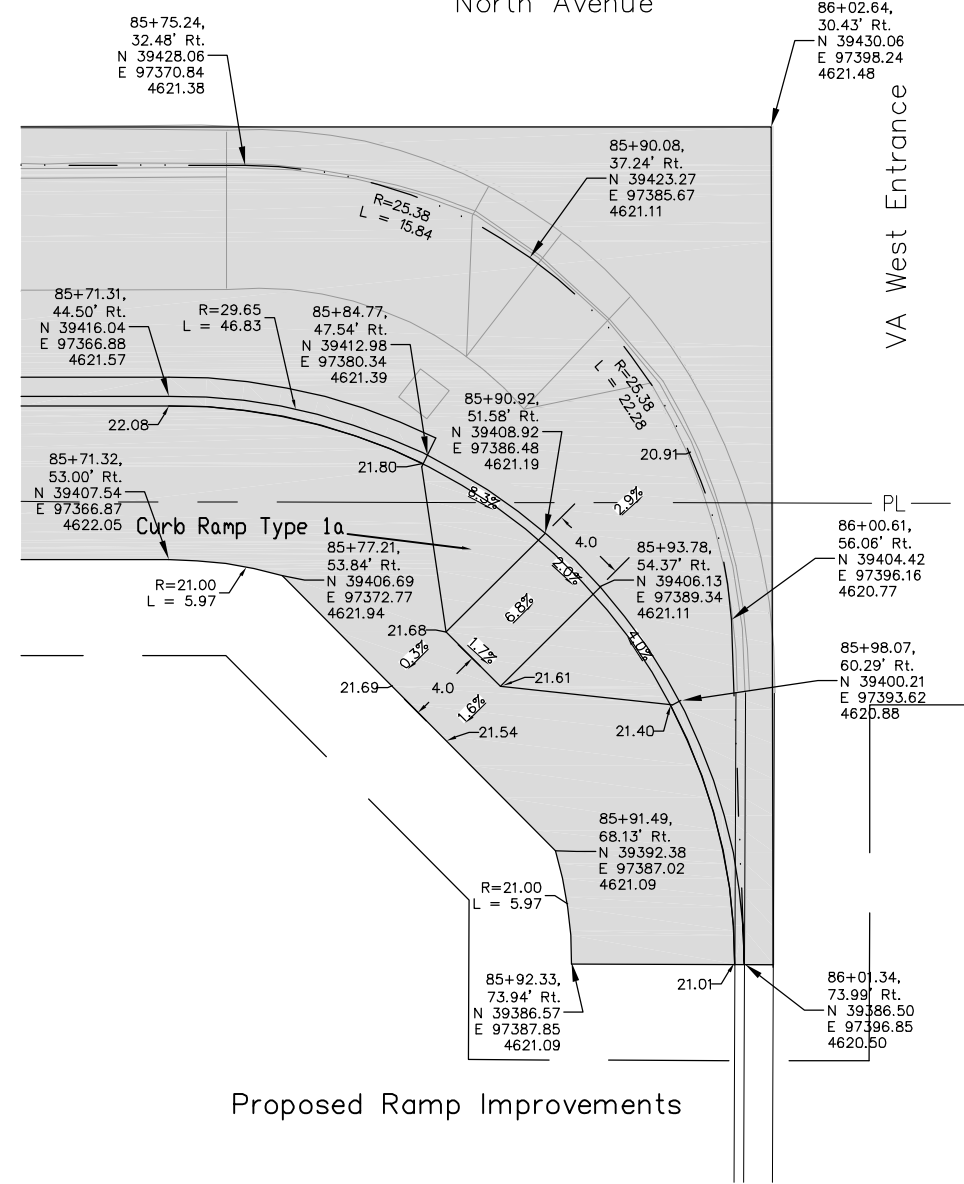 North Avenue
85+75.24,
32.48' Rt.
N 39428.06
E 97370.84
4621.38
86+02.64,
30.43' Rt.
N 39430.06
E 97398.24
4621.48
VA West Entrance
85+90.08,
37.24' Rt.
N 39423.27
E 97385.67
4621.11
R=25.38
L = 15.84
85+71.31,
44.50' Rt.
N 39416.04
E 97366.88
4621.57
R=29.65
L = 46.83
85+84.77,
47.54' Rt.
N 39412.98
E 97380.34
4621.39
R=25.38
L = 22.28
85+90.92,
51.58' Rt.
N 39408.92
E 97386.48
4621.19
22.08
21.80
20.91
85+71.32,
53.00' Rt.
N 39407.54
E 97366.87
4622.05
8.3%
2.9%
PL
Curb Ramp Type 1a
4.0
86+00.61,
56.06' Rt.
N 39404.42
E 97396.16
4620.77
85+77.21,
53.84' Rt.
N 39406.69
E 97372.77
4621.94
2.0%
85+93.78,
54.37' Rt.
N 39406.13
E 97389.34
4621.11
R=21.00
L = 5.97
6.8%
21.68
4.0%
0.3%
1.7%
85+98.07,
60.29' Rt.
N 39400.21
E 97393.62
4620.88
21.61
21.69
4.0
1.6%
21.54
21.40
85+91.49,
68.13' Rt.
N 39392.38
E 97387.02
4621.09
R=21.00
L = 5.97
85+92.33,
73.94' Rt.
N 39386.57
E 97387.85
4621.09
21.01
86+01.34,
73.99' Rt.
N 39386.50
E 97396.85
4620.50
Proposed Ramp Improvements